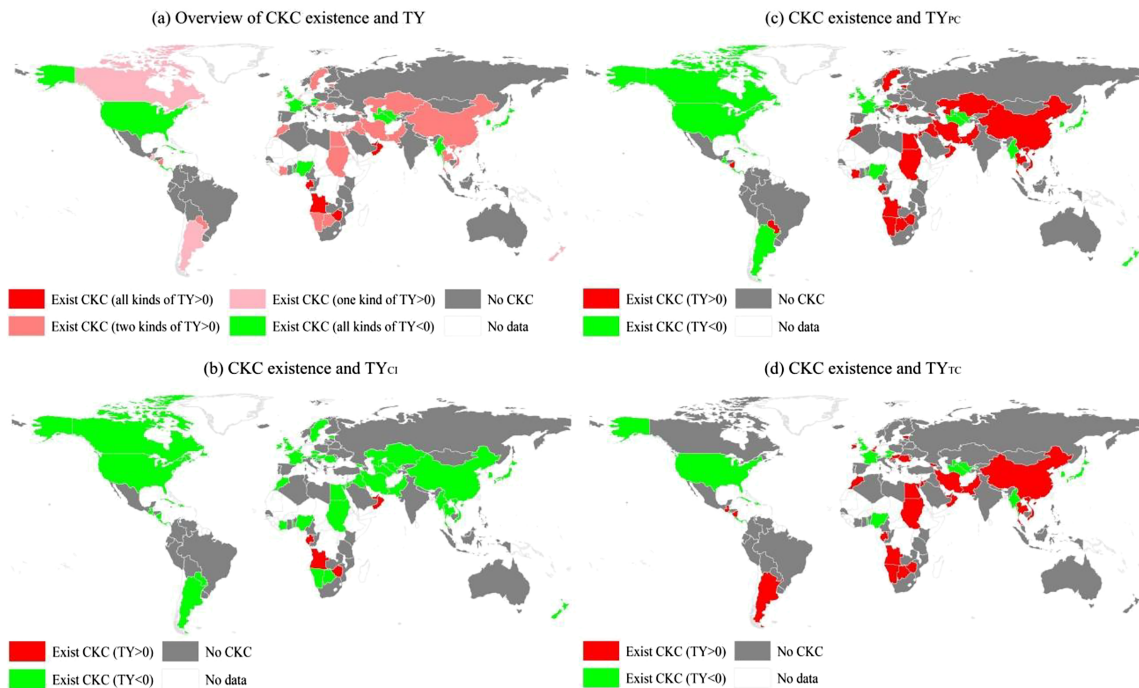 (a) Overview of CKC existence and TY
Exist CKC (all kinds of TY>0)
Exist CKC (one kind of TY>0)
No CKC
Exist CKC (two kinds of TY>0)
Exist CKC (all kinds of TY<0)
No data
(c) CKC existence and TYPC
Exist CKC (TY>0)
No CKC
Exist CKC (TY<0)
No data
(b) CKC existence and TYCI
Exist CKC (TY>0)
No CKC
Exist CKC (TY<0)
No data
(d) CKC existence and TYTC
Exist CKC (TY>0)
No CKC
Exist CKC (TY<0)
No data